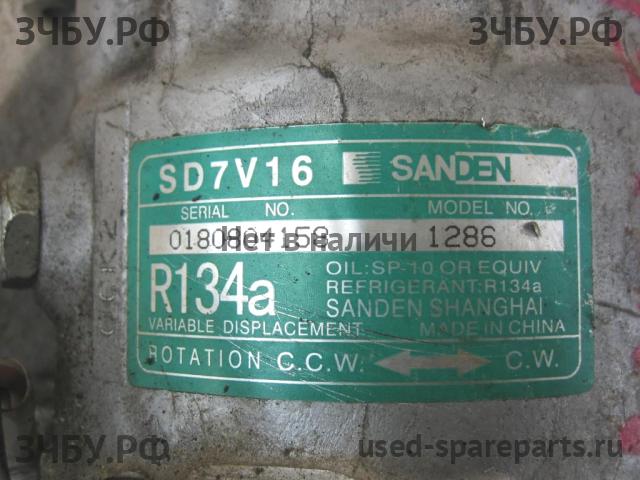 ЗЧБУ.РФ
ЗЧБУ.РФ
SD7V16 SANDEN
SERIAL NO. MODEL NO.
1286
Нет в наличии
R134a
OIL:SP-10 OR EQUIV
REFRIGERANT:R134a
SANDEN SHANGHAI
VARIABLE DISPLACEMENT MADE IN CHINA
ROTATION C.C.W. C.W.
ЗЧБУ.РФ
used-spareparts.ru